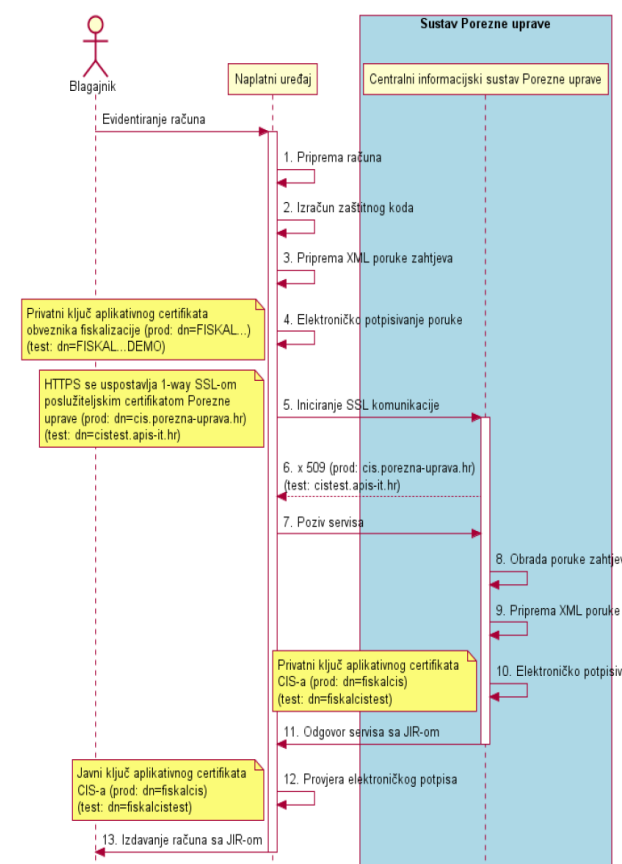 Sustav Porezne uprave
Blagajnik
Naplatni uređaj
Centralni informacijski sustav Porezne uprave
Evidentiranje računa
1. Priprema računa
2. Izračun zaštitnog koda
3. Priprema XML poruke zahtjeva
Privatni ključ aplikativnog certifikata
obveznika fiskalizacije (prod: dn=FISKAL...)
(test: dn=FISKAL...DEMO)
4. Elektroničko potpisivanje poruke
HTTPS se uspostavlja 1-way SSL-om
poslužiteljskim certifikatom Porezne
uprave (prod: dn=cis.porezna-uprava.hr)
(test: dn=cistest.apis-it.hr)
5. Iniciranje SSL komunikacije
6. x 509 (prod: cis.porezna-uprava.hr)
(test: cistest.apis-it.hr)
7. Poziv servisa
8. Obrada poruke zahtjev
9. Priprema XML poruke
Privatni ključ aplikativnog certifikata
CIS-a (prod: dn=fiskalcis)
(test: dn=fiskalcistest)
10. Elektroničko potpisiv
11. Odgovor servisa sa JIR-om
Javni ključ aplikativnog certifikata
CIS-a (prod: dn=fiskalcis)
(test: dn=fiskalcistest)
12. Provjera elektroničkog potpisa
13. Izdavanje računa sa JIR-om